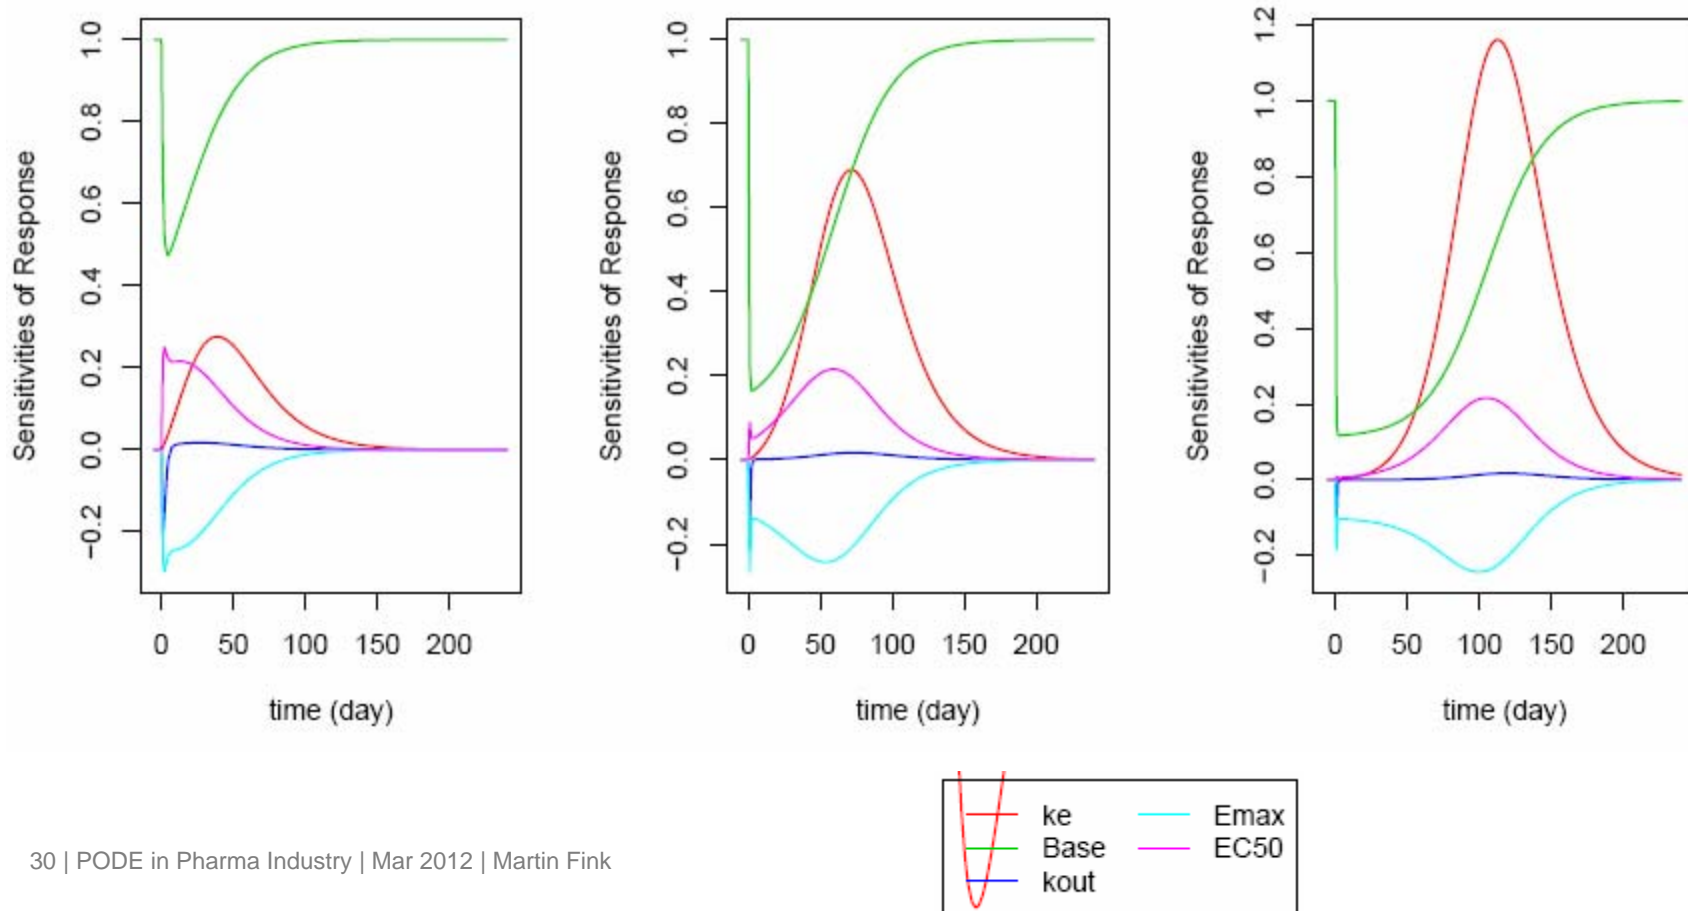 Sensitivities of Response
1.0
0.8
0.6
0.4
0.2
0.0
−0.2
0 50 100 150 200
time (day)
Sensitivities of Response
1.0
0.8
0.6
0.4
0.2
0.0
−0.2
0 50 100 150 200
time (day)
Sensitivities of Response
1.2
1.0
0.8
0.6
0.4
0.2
0.0
−0.2
0 50 100 150 200
time (day)
ke
Base
kout
Emax
EC50
30 | PODE in Pharma Industry | Mar 2012 | Martin Fink